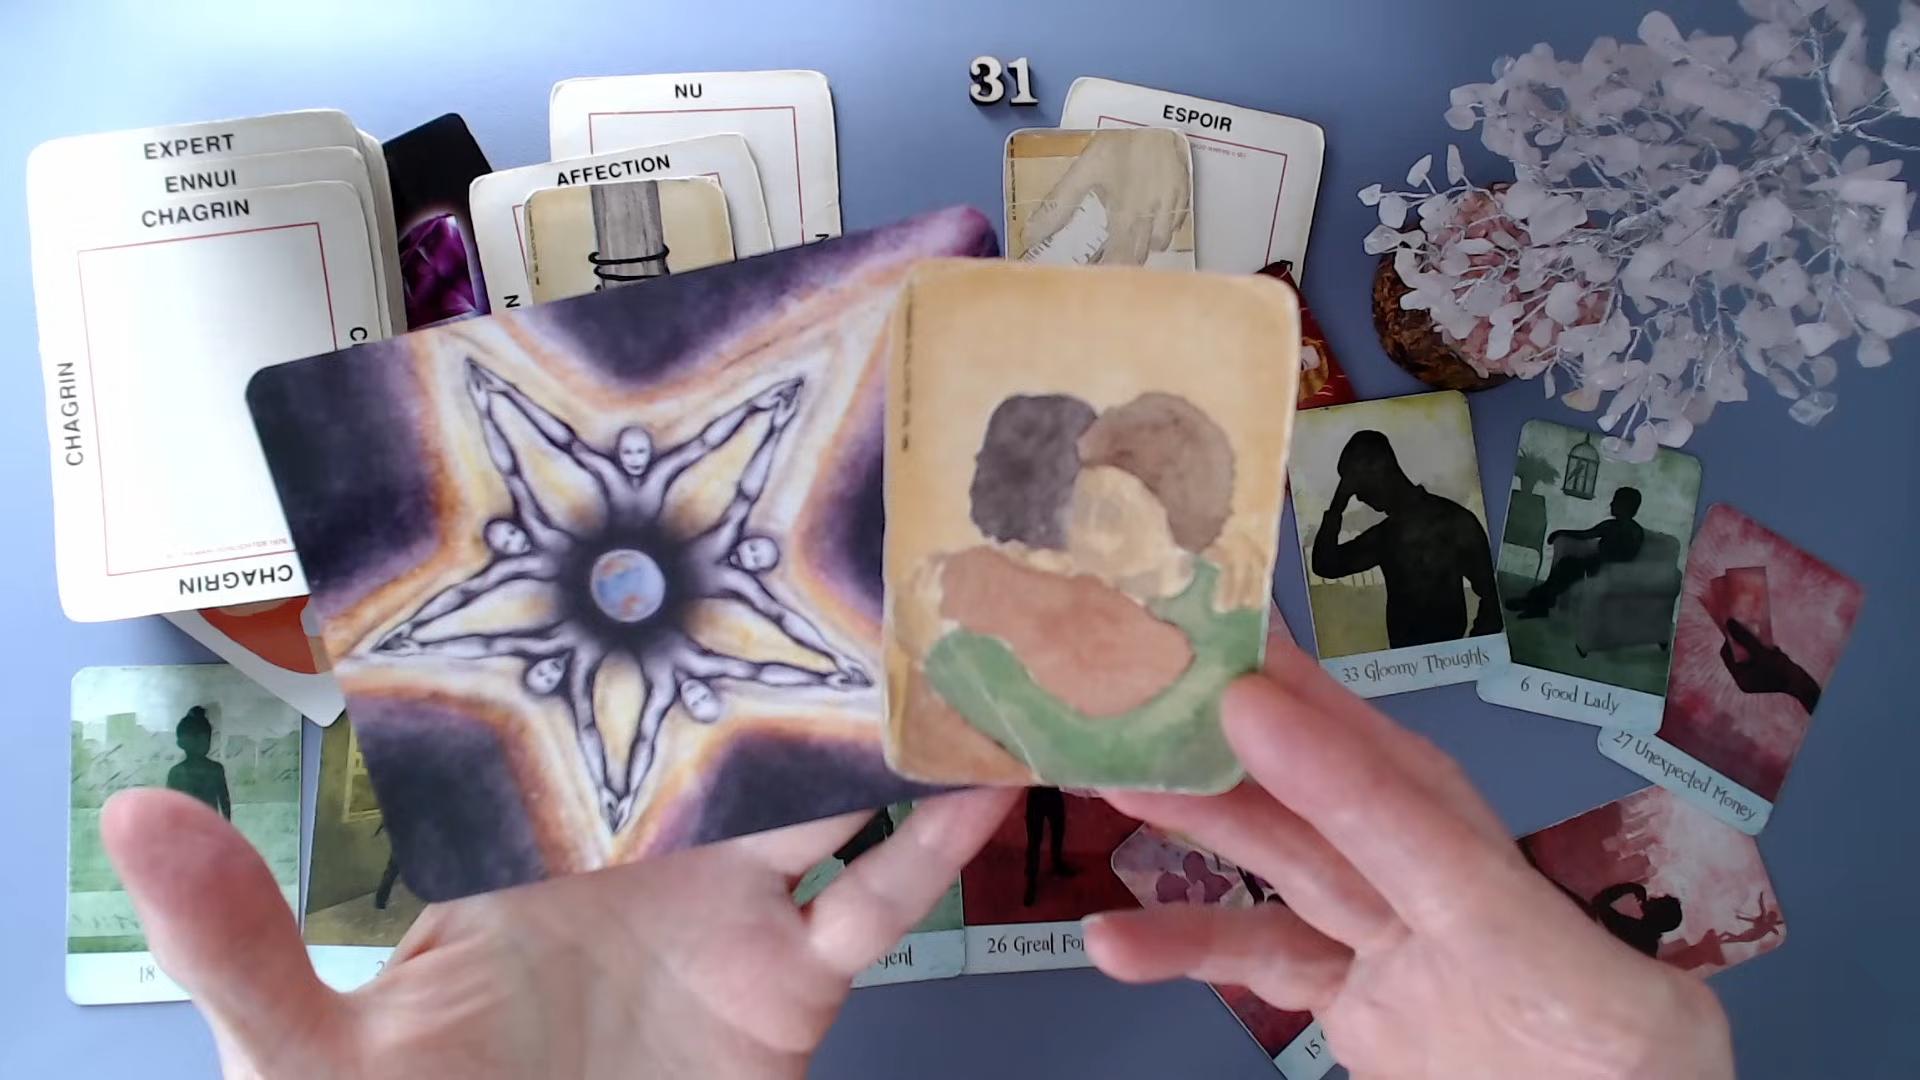 31
NU
ESPOIR
EXPERT
ENNUI
CHAGRIN
AFFECTION
CHAGRIN
CHAGRIN
33 Gloomy Thoughts
6 Good Lady
27 Unexpected Money
18
26 Great
15